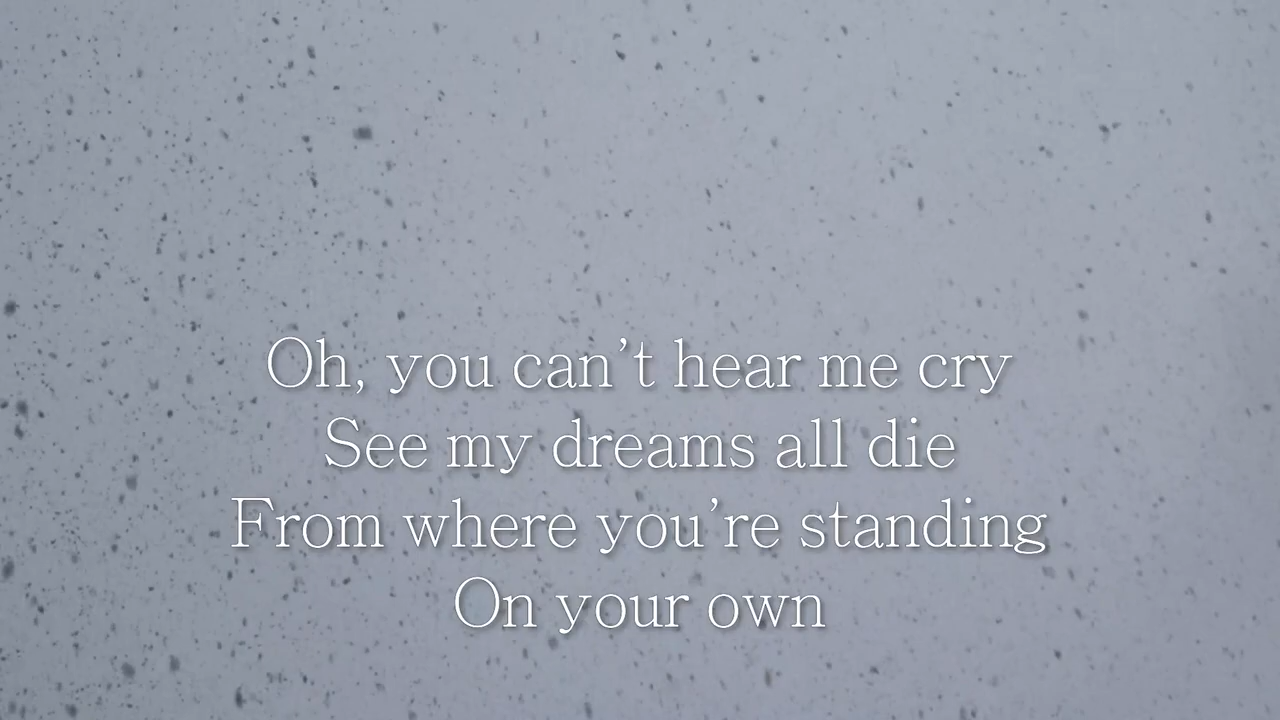 Oh, you can’t hear me cry
See my dreams all die
From where you’re standing
On your own